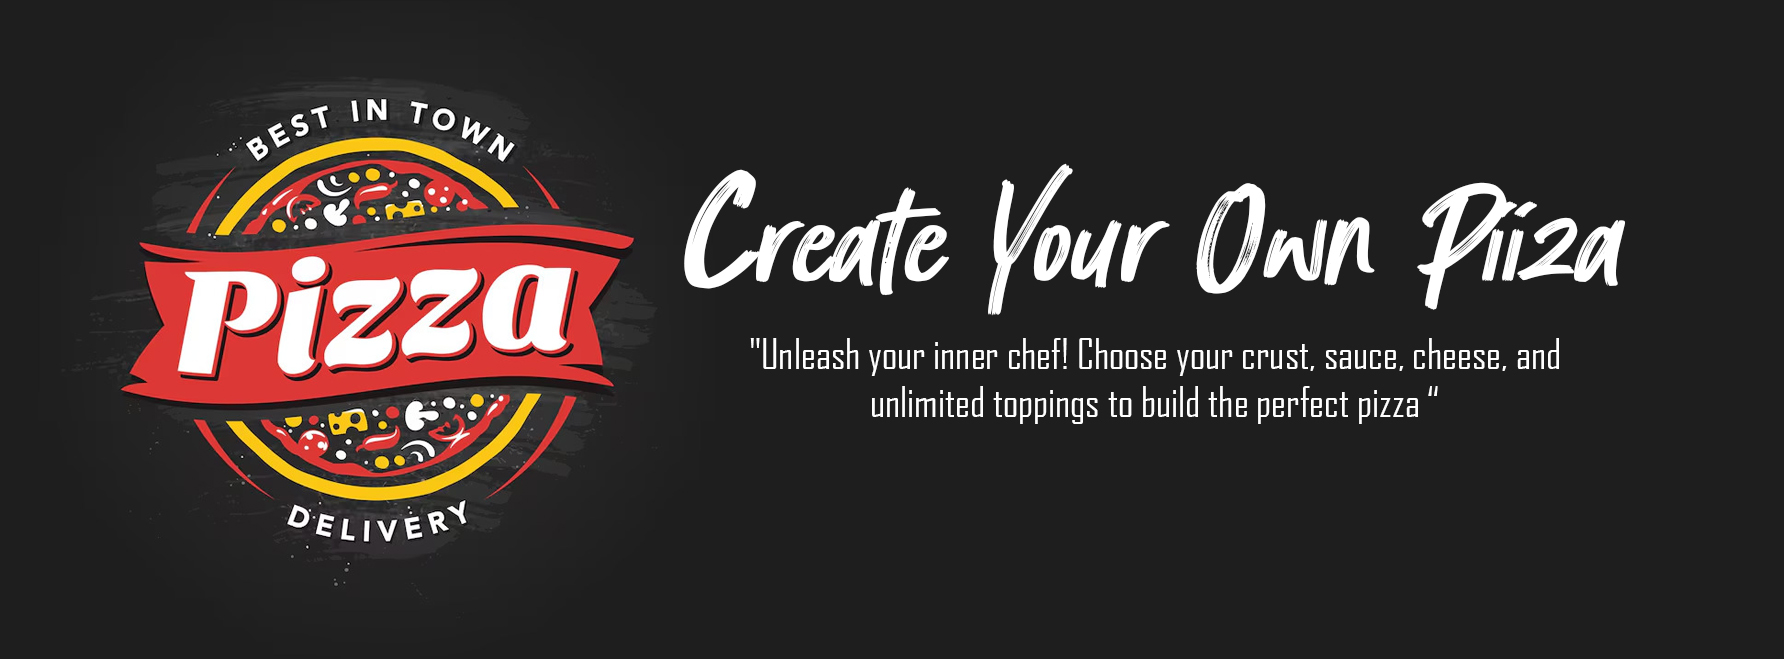 BEST IN TOWN
Pizza
DELIVERY
Create Your Own Piiza
"Unleash your inner chef! Choose your crust, sauce, cheese, and
unlimited toppings to build the perfect pizza “